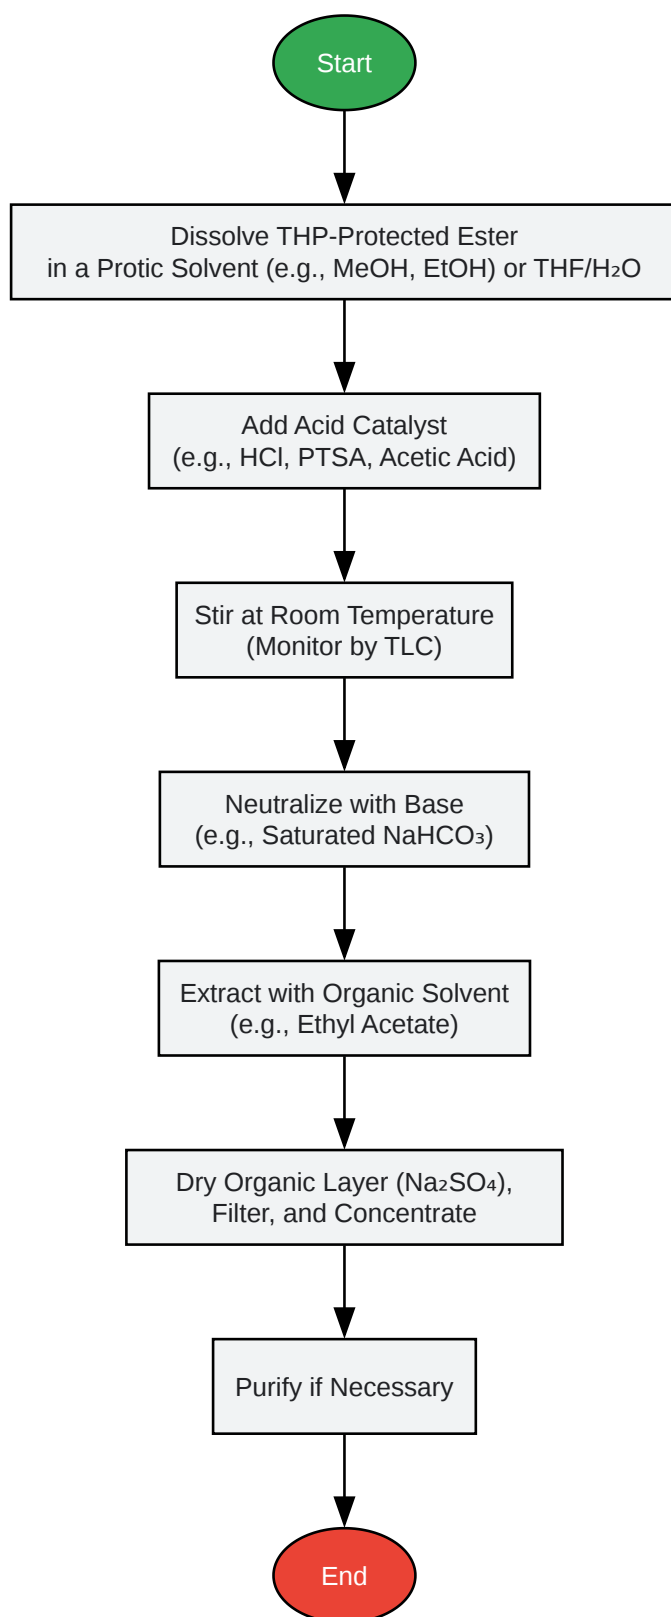 Start
Dissolve THP-Protected Ester
in a Protic Solvent (e.g., MeOH, EtOH) or THF/H₂O
Add Acid Catalyst
(e.g., HCl, PTSA, Acetic Acid)
Stir at Room Temperature
(Monitor by TLC)
Neutralize with Base
(e.g., Saturated NaHCO₃)
Extract with Organic Solvent
(e.g., Ethyl Acetate)
Dry Organic Layer (Na₂SO₄),
Filter, and Concentrate
Purify if Necessary
End